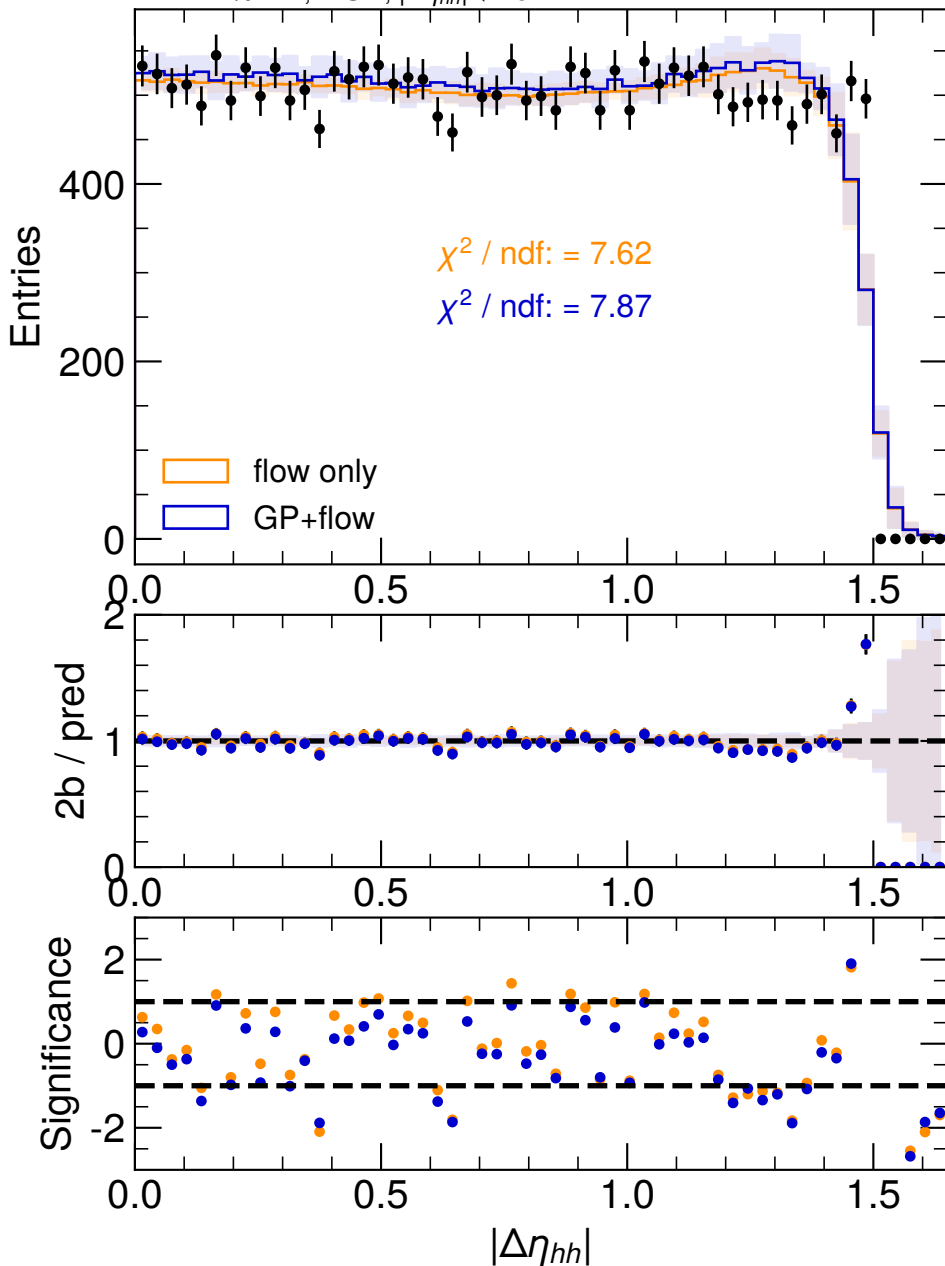 400
200
0
Entries
χ² / ndf: = 7.62
χ² / ndf: = 7.87
flow only
GP+flow
0.0 0.5 1.0 1.5
2
1
0
2b / pred
0.0 0.5 1.0 1.5
2
0
-2
Significance
0.0 0.5 1.0 1.5
|Δη_hh|